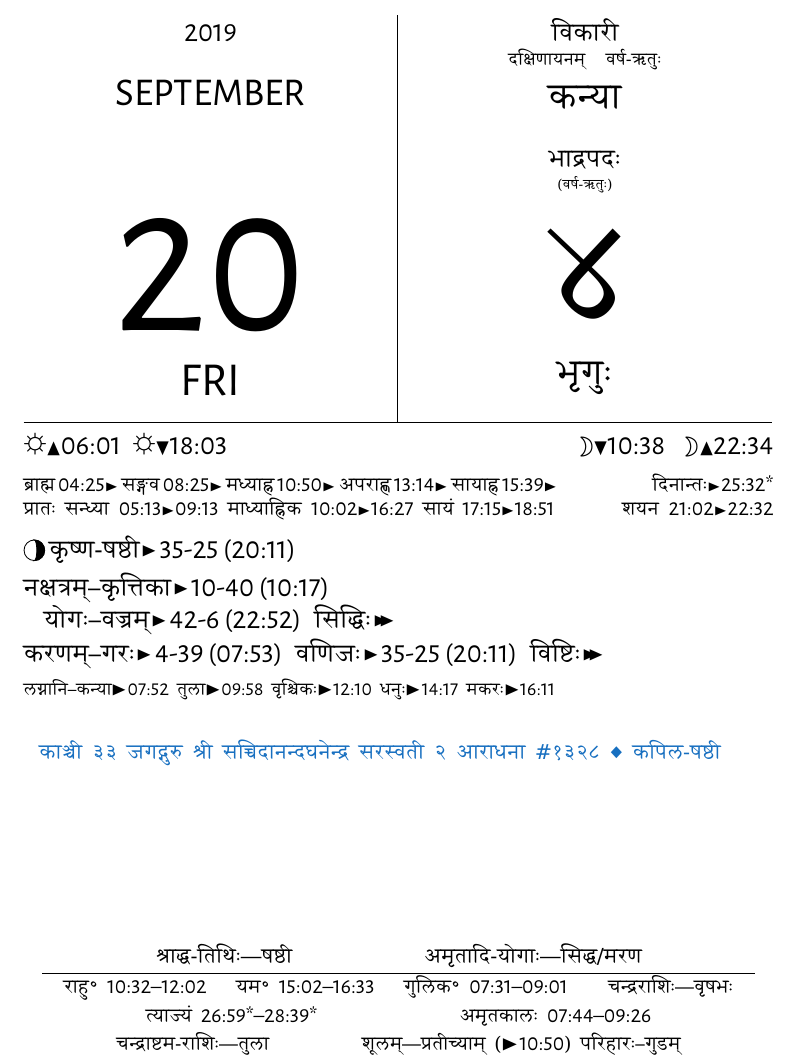 2019
SEPTEMBER
20
FRI
विकारी
दक्षिणायनम् वर्ष-ऋतुः
कन्या
भाद्रपदः
(वर्ष-ऋतुः)
४
भृगुः
☼▲06:01 ☼▼18:03 ☽▼10:38 ☽▲22:34
ब्राह्म 04:25► सङ्गव 08:25► मध्याह्न 10:50► अपराह्ण 13:14► सायाह्न 15:39► दिनान्तः►25:32*
प्रातः सन्ध्या 05:13►09:13 माध्याह्निक 10:02►16:27 सायं 17:15►18:51 शयन 21:02►22:32
कृष्ण-षष्ठी►35-25 (20:11)
नक्षत्रम्–कृत्तिका►10-40 (10:17)
योगः–वज्रम्►42-6 (22:52) सिद्धिः►►
करणम्–गरः►4-39 (07:53) वणिजः►35-25 (20:11) विष्टिः►►
लग्नानि–कन्या►07:52 तुला►09:58 वृश्चिकः►12:10 धनुः►14:17 मकरः►16:11
काञ्ची ३३ जगद्गुरु श्री सच्चिदानन्दघनेन्द्र सरस्वती २ आराधना #१३२८ ◆ कपिल-षष्ठी
श्राद्ध-तिथिः—षष्ठी अमृतादि-योगाः—सिद्ध/मरण
राहु॰ 10:32–12:02 यम॰ 15:02–16:33 गुलिक॰ 07:31–09:01 चन्द्रराशिः—वृषभः
त्याज्यं 26:59*–28:39* अमृतकालः 07:44–09:26
चन्द्राष्टम-राशिः—तुला शूलम्—प्रतीच्याम् (►10:50) परिहारः–गुडम्